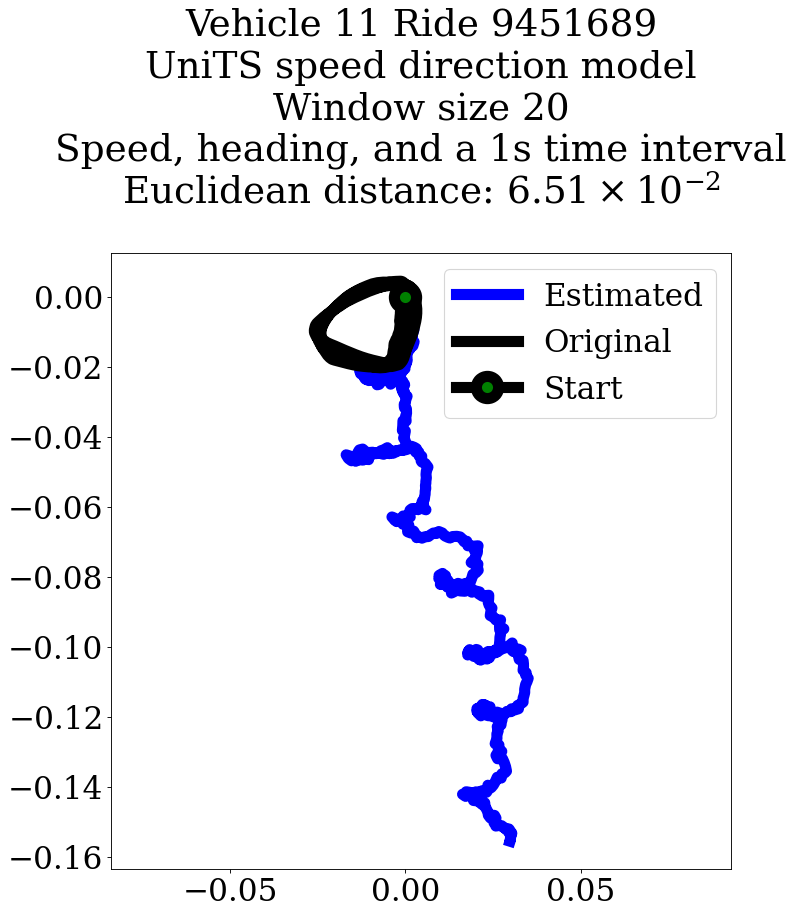 Vehicle 11 Ride 9451689
UniTS speed direction model
Window size 20
Speed, heading, and a 1s time interval
Euclidean distance: 6.51 × 10⁻²
Estimated
Original
Start
0.00
−0.02
−0.04
−0.06
−0.08
−0.10
−0.12
−0.14
−0.16
−0.05 0.00 0.05